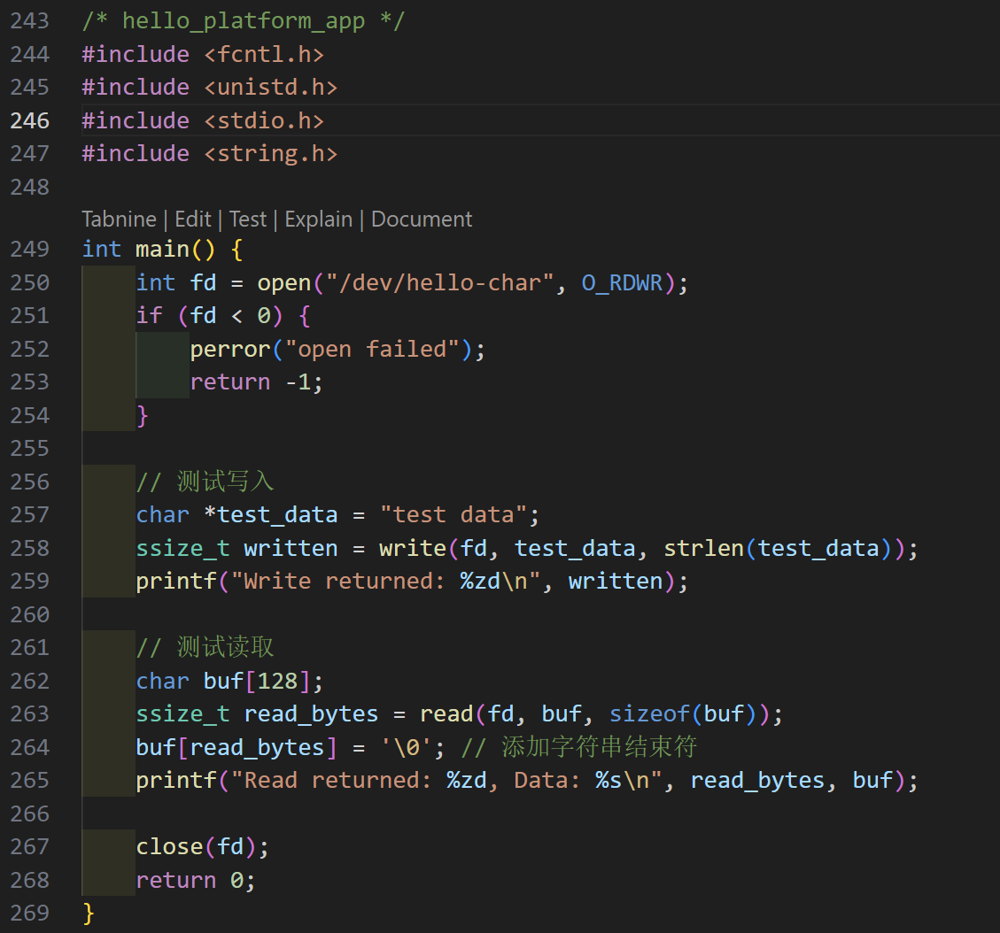 243 /* hello_platform_app */
244 #include <fcntl.h>
245 #include <unistd.h>
246 #include <stdio.h>
247 #include <string.h>
248
Tabnine | Edit | Test | Explain | Document
249 int main() {
250     int fd = open("/dev/hello-char", O_RDWR);
251     if (fd < 0) {
252         perror("open failed");
253         return -1;
254     }
255
256     // 测试写入
257     char *test_data = "test data";
258     ssize_t written = write(fd, test_data, strlen(test_data));
259     printf("Write returned: %zd\n", written);
260
261     // 测试读取
262     char buf[128];
263     ssize_t read_bytes = read(fd, buf, sizeof(buf));
264     buf[read_bytes] = '\0'; // 添加字符串结束符
265     printf("Read returned: %zd, Data: %s\n", read_bytes, buf);
266
267     close(fd);
268     return 0;
269 }